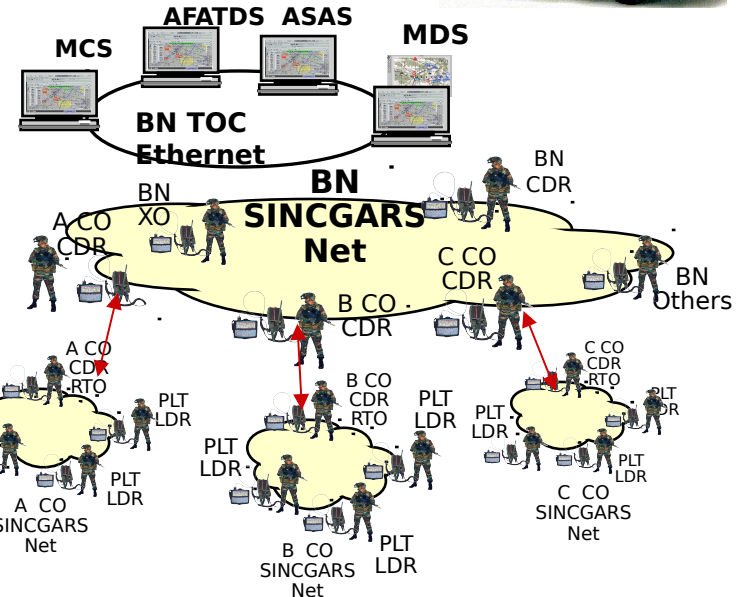 AFATDS
ASAS
MCS
MDS
BN TOC
Ethernet
BN
CDR
BN
SINCGARS
Net
BN
XO
A CO
CDR
C CO
CDR
BN
Others
B CO
CDR
A CO
CDR
RTO
B CO
CDR
RTO
C CO
CDR
RTO
PLT
LDR
PLT
LDR
PLT
LDR
PLT
LDR
PLT
LDR
PLT
LDR
PLT
DR
PLT
LDR
A CO
SINCGARS
Net
B CO
SINCGARS
Net
C CO
SINCGARS
Net